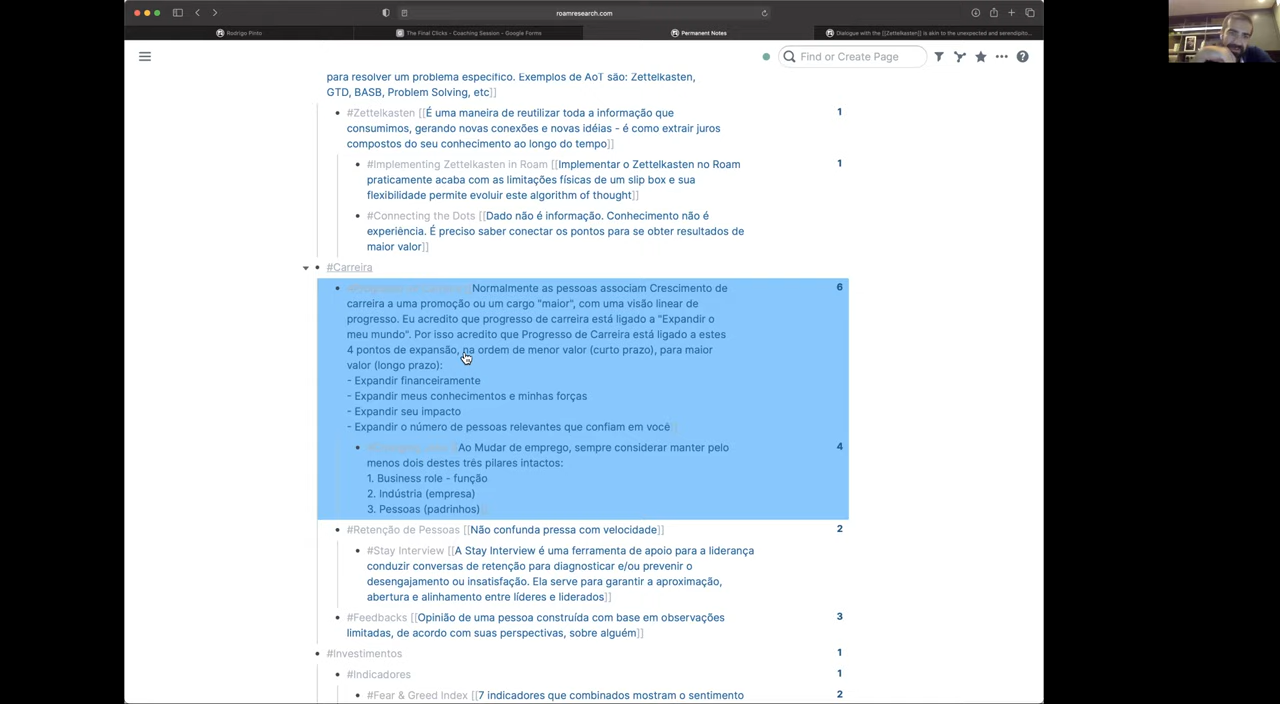 roamresearch.com
Rodrigo Pinto
The Final Clicks - Coaching Session - Google Forms
Permanent Notes
Dialogue with the [[Zettelkasten]] is akin to the unexpected and serendipito...
Find or Create Page
para resolver um problema específico. Exemplos de AoT são: Zettelkasten,
GTD, BASB, Problem Solving, etc]]
#Zettelkasten [[É uma maneira de reutilizar toda a informação que 1
consumimos, gerando novas conexões e novas idéias - é como extrair juros
compostos do seu conhecimento ao longo do tempo]]
#Implementing Zettelkasten in Roam [[Implementar o Zettelkasten no Roam 1
praticamente acaba com as limitações físicas de um slip box e sua
flexibilidade permite evoluir este algorithm of thought]]
#Connecting the Dots [[Dado não é informação. Conhecimento não é
experiência. É preciso saber conectar os pontos para se obter resultados de
maior valor]]
#Carreira
Normalmente as pessoas associam Crescimento de 6
carreira a uma promoção ou um cargo "maior", com uma visão linear de
progresso. Eu acredito que progresso de carreira está ligado a "Expandir o
meu mundo". Por isso acredito que Progresso de Carreira está ligado a estes
4 pontos de expansão, na ordem de menor valor (curto prazo), para maior
valor (longo prazo):
- Expandir financeiramente
- Expandir meus conhecimentos e minhas forças
- Expandir seu impacto
- Expandir o número de pessoas relevantes que confiam em você]]
Ao Mudar de emprego, sempre considerar manter pelo 4
menos dois destes três pilares intactos:
1. Business role - função
2. Indústria (empresa)
3. Pessoas (padrinhos)
#Retenção de Pessoas [[Não confunda pressa com velocidade]] 2
#Stay Interview [[A Stay Interview é uma ferramenta de apoio para a liderança
conduzir conversas de retenção para diagnosticar e/ou prevenir o
desengajamento ou insatisfação. Ela serve para garantir a aproximação,
abertura e alinhamento entre líderes e liderados]]
#Feedbacks [[Opinião de uma pessoa construída com base em observações 3
limitadas, de acordo com suas perspectivas, sobre alguém]]
#Investimentos 1
#Indicadores 1
#Fear & Greed Index [[7 indicadores que combinados mostram o sentimento 2